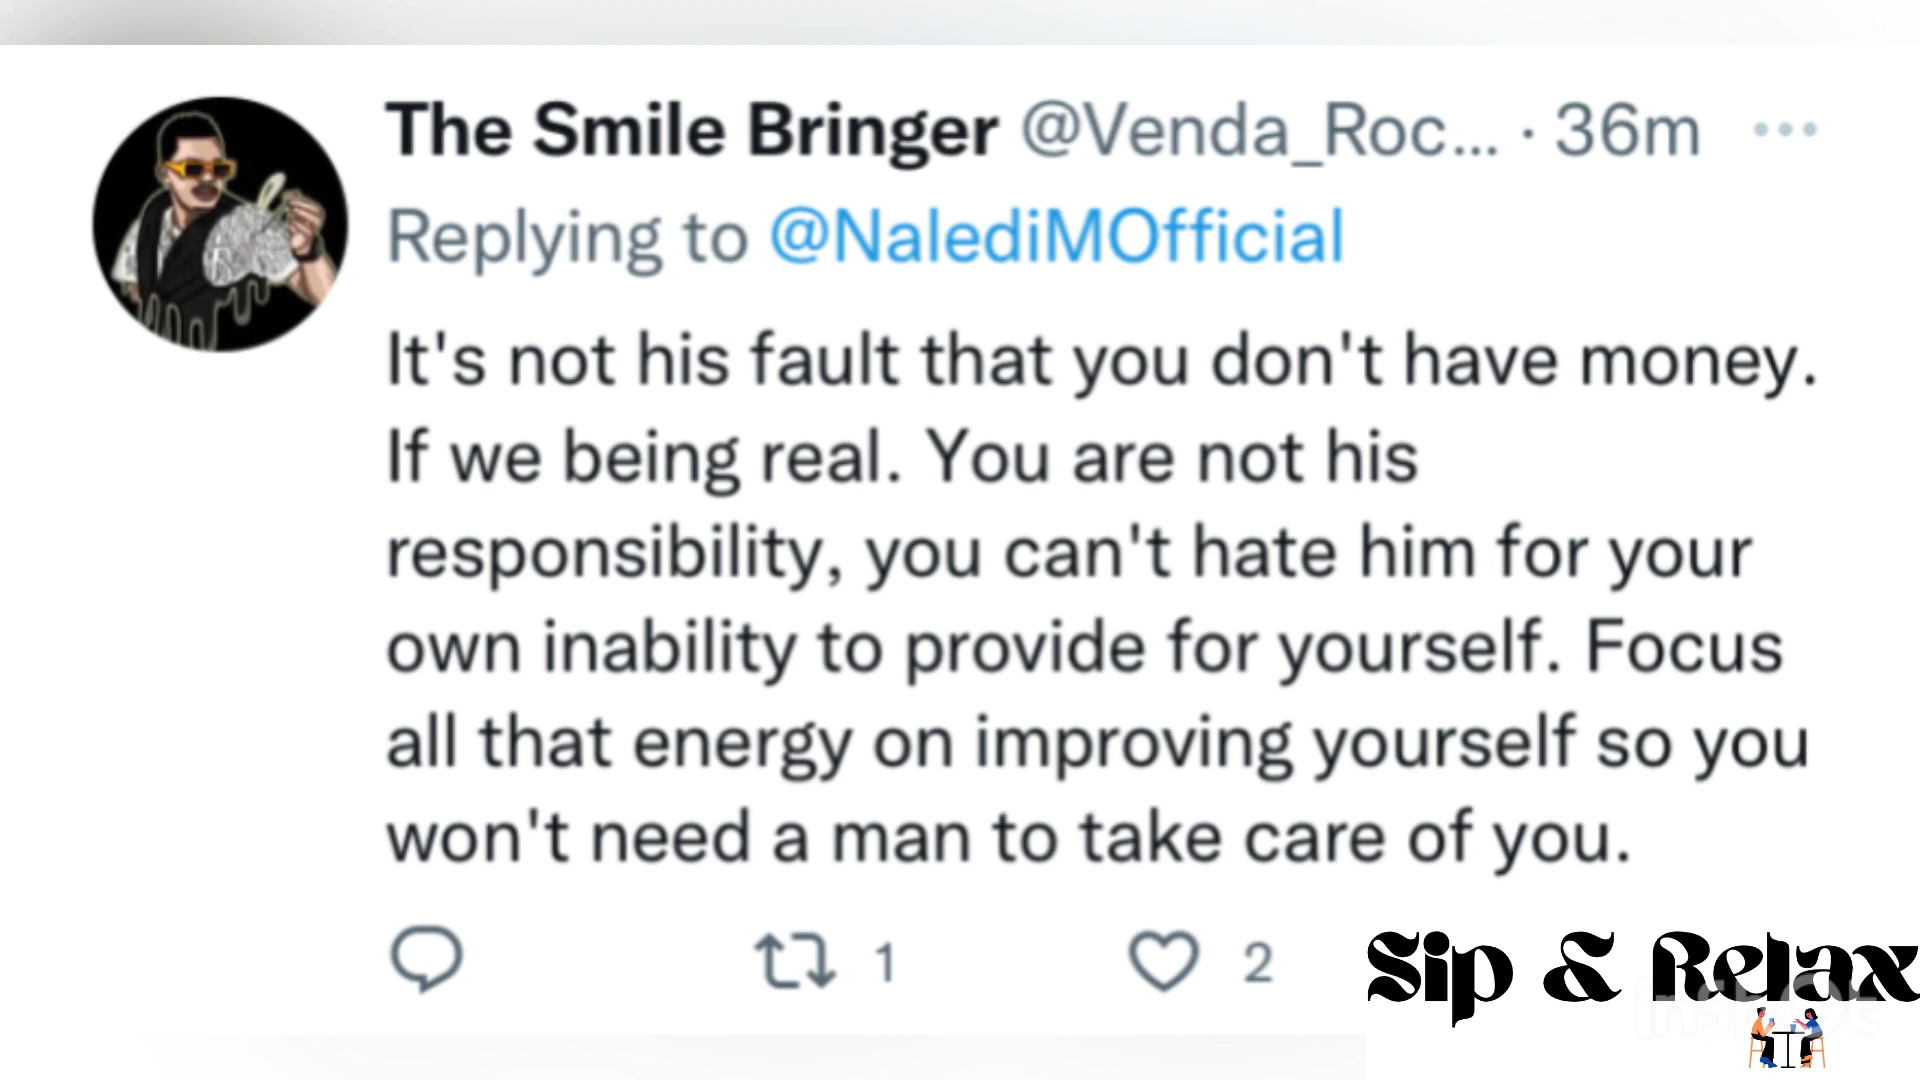 The Smile Bringer @Venda_Roc... · 36m
Replying to @NalediMOfficial
It's not his fault that you don't have money.
If we being real. You are not his
responsibility, you can't hate him for your
own inability to provide for yourself. Focus
all that energy on improving yourself so you
won't need a man to take care of you.
1 2
Sip & Relax
InShOt